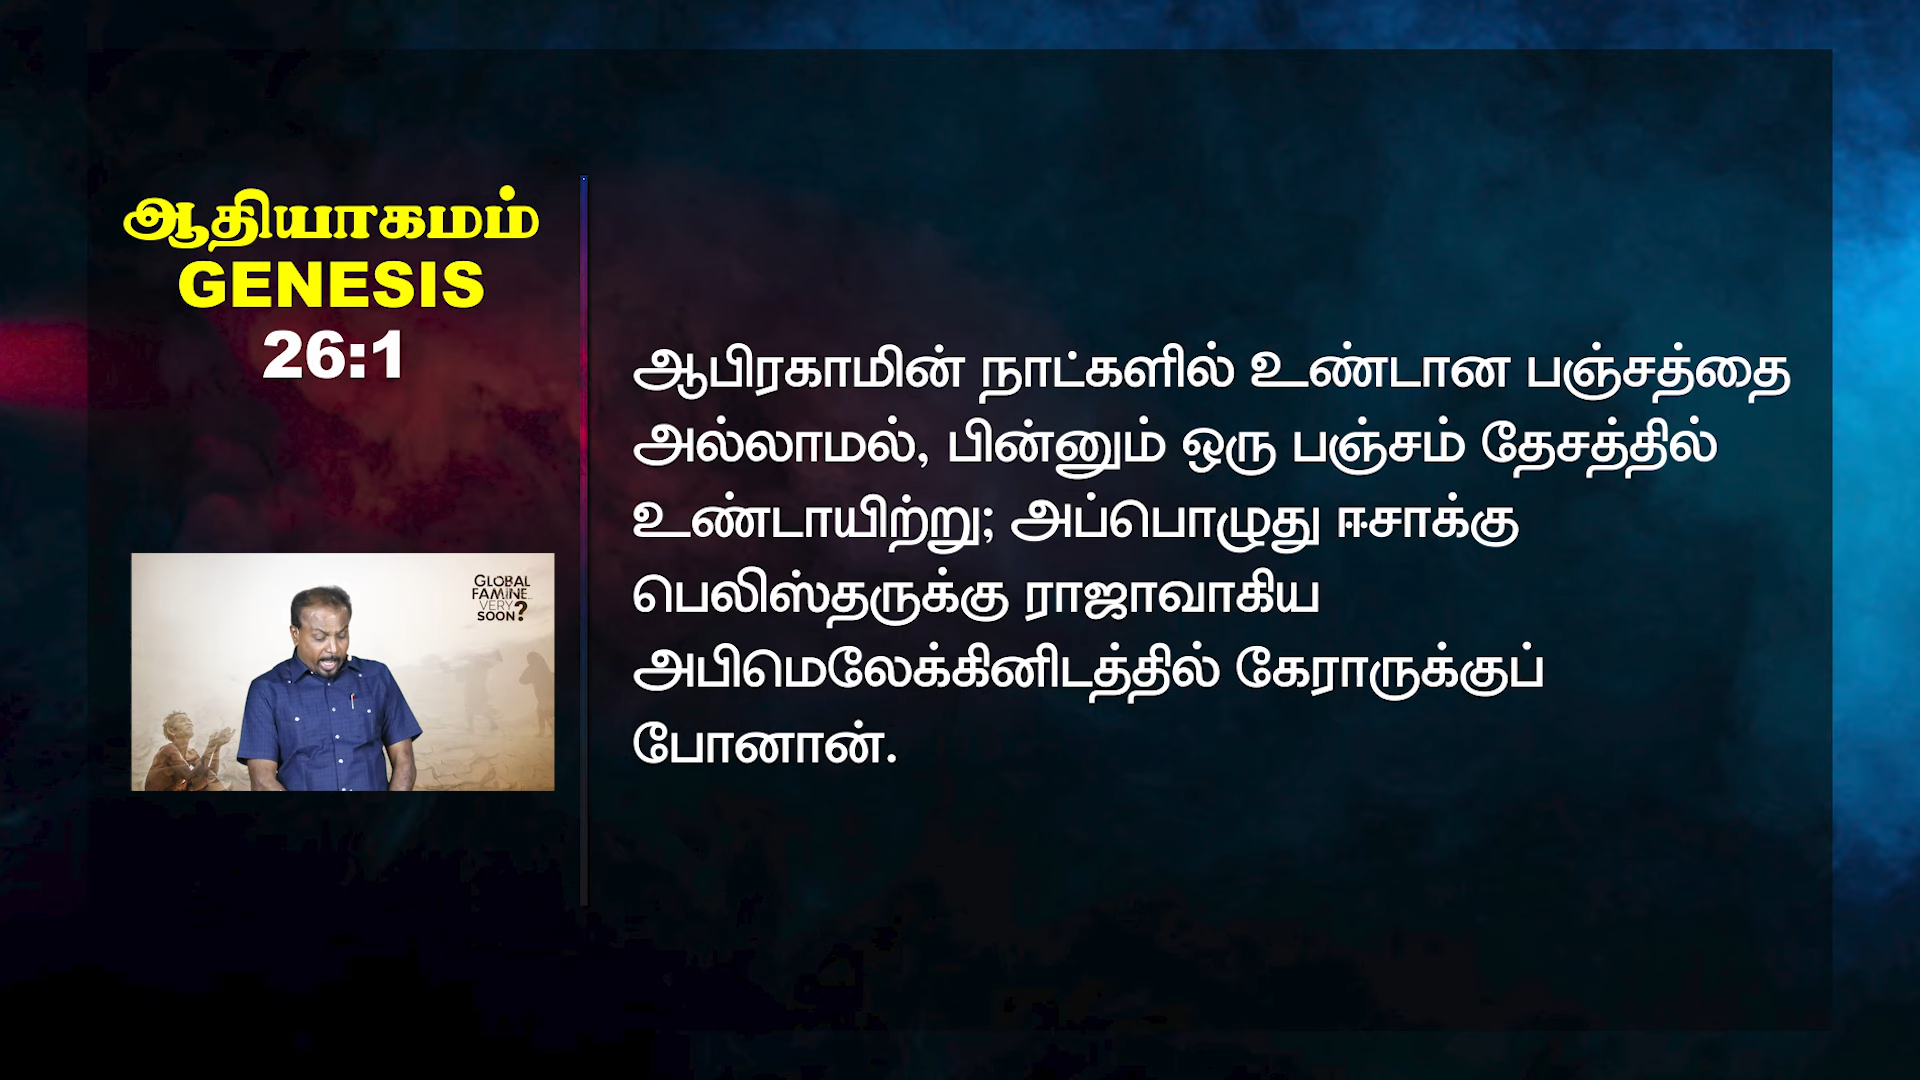 ஆதியாகமம்
GENESIS
26:1
ஆபிரகாமின் நாட்களில் உண்டான பஞ்சத்தை
அல்லாமல், பின்னும் ஒரு பஞ்சம் தேசத்தில்
உண்டாயிற்று; அப்பொழுது ஈசாக்கு
பெலிஸ்தருக்கு ராஜாவாகிய
அபிமெலேக்கினிடத்தில் கேராருக்குப்
போனான்.
GLOBAL
FAMINE...
VERY
SOON?